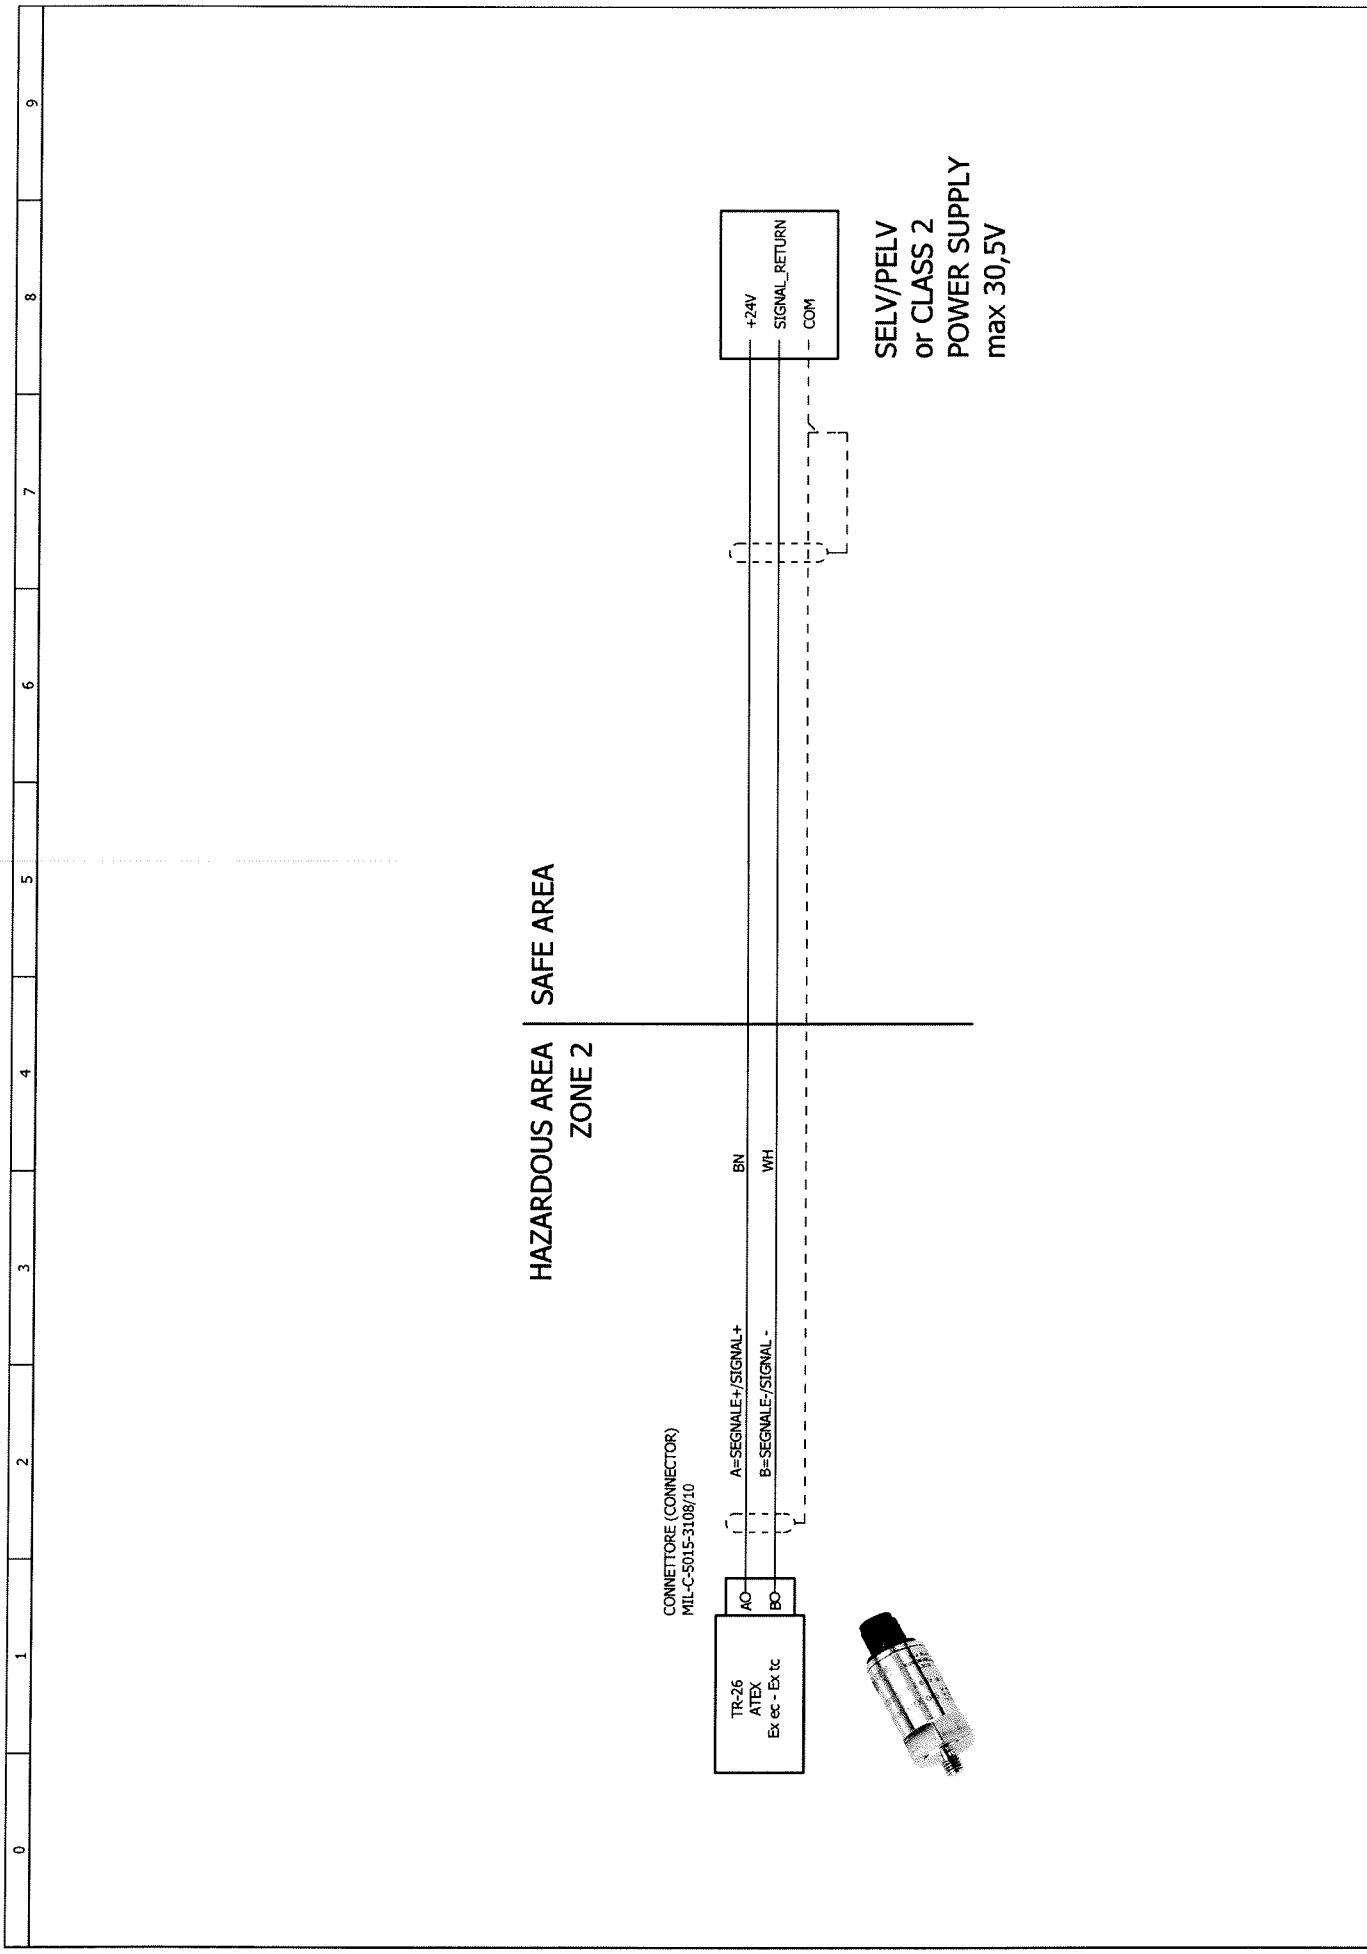 0 1 2 3 4 5 6 7 8 9
HAZARDOUS AREA
ZONE 2
SAFE AREA
CONNETTORE (CONNECTOR)
MIL-C-5015-3108/10
TR-26
ATEX
Ex ec - Ex tc
A
B
A=SEGNALE+/SIGNAL+
B=SEGNALE-/SIGNAL -
BN
WH
+24V
SIGNAL_RETURN
COM
SELV/PELV
or CLASS 2
POWER SUPPLY
max 30,5V